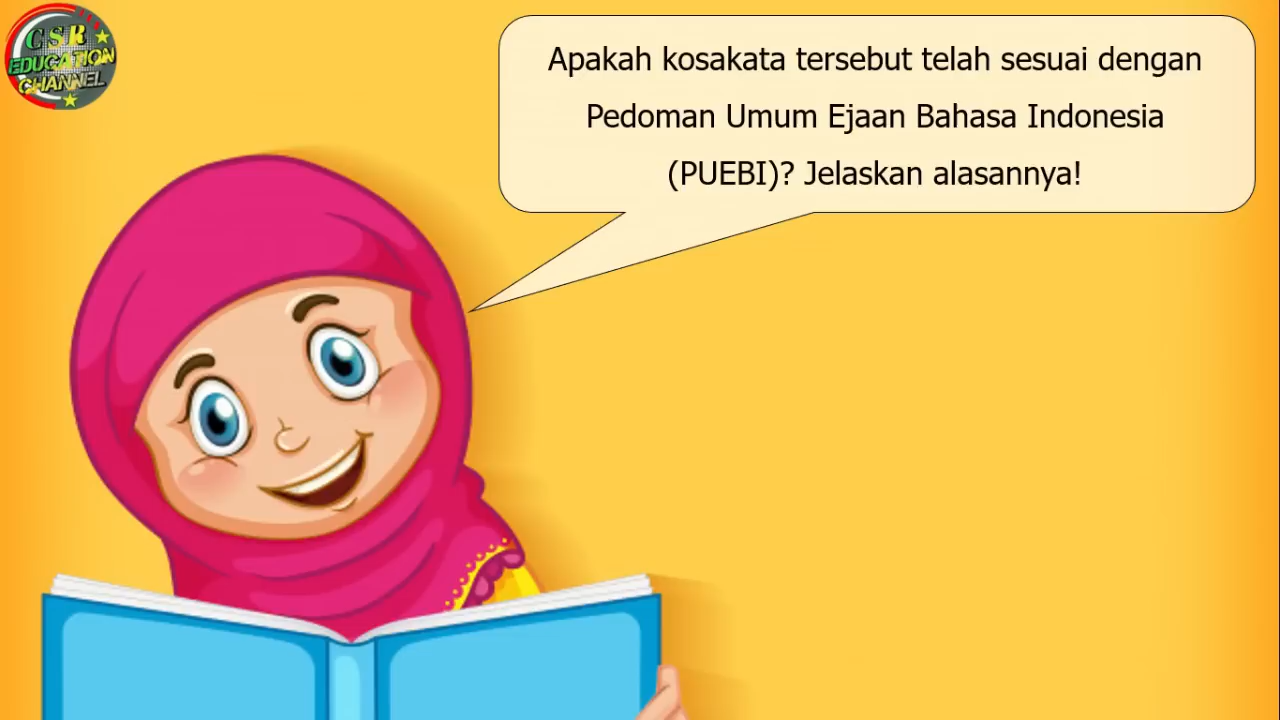 CSR
EDUCATION
CHANNEL
Apakah kosakata tersebut telah sesuai dengan
Pedoman Umum Ejaan Bahasa Indonesia
(PUEBI)? Jelaskan alasannya!